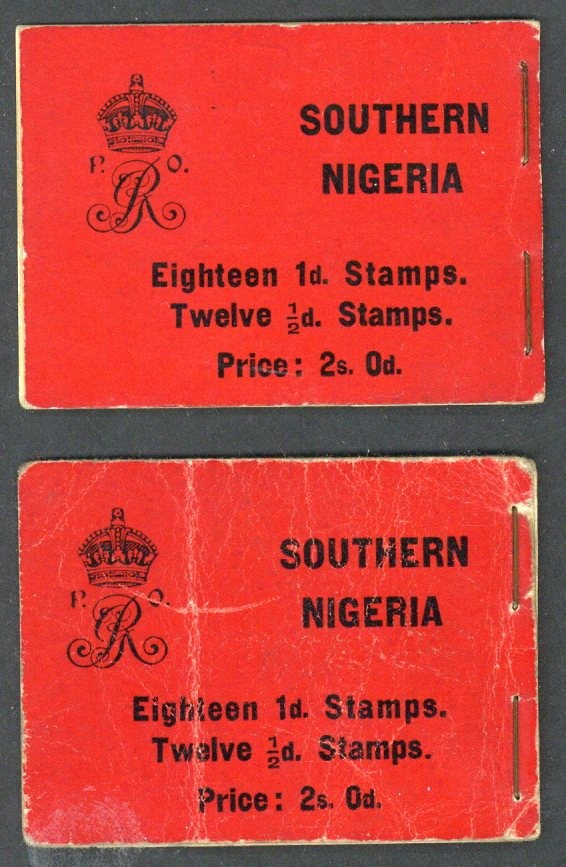 SOUTHERN
NIGERIA
P. O.
Eighteen 1d. Stamps.
Twelve ½d. Stamps.
Price: 2s. 0d.
SOUTHERN
NIGERIA
P. O.
Eighteen 1d. Stamps.
Twelve ½d. Stamps.
Price: 2s. 0d.